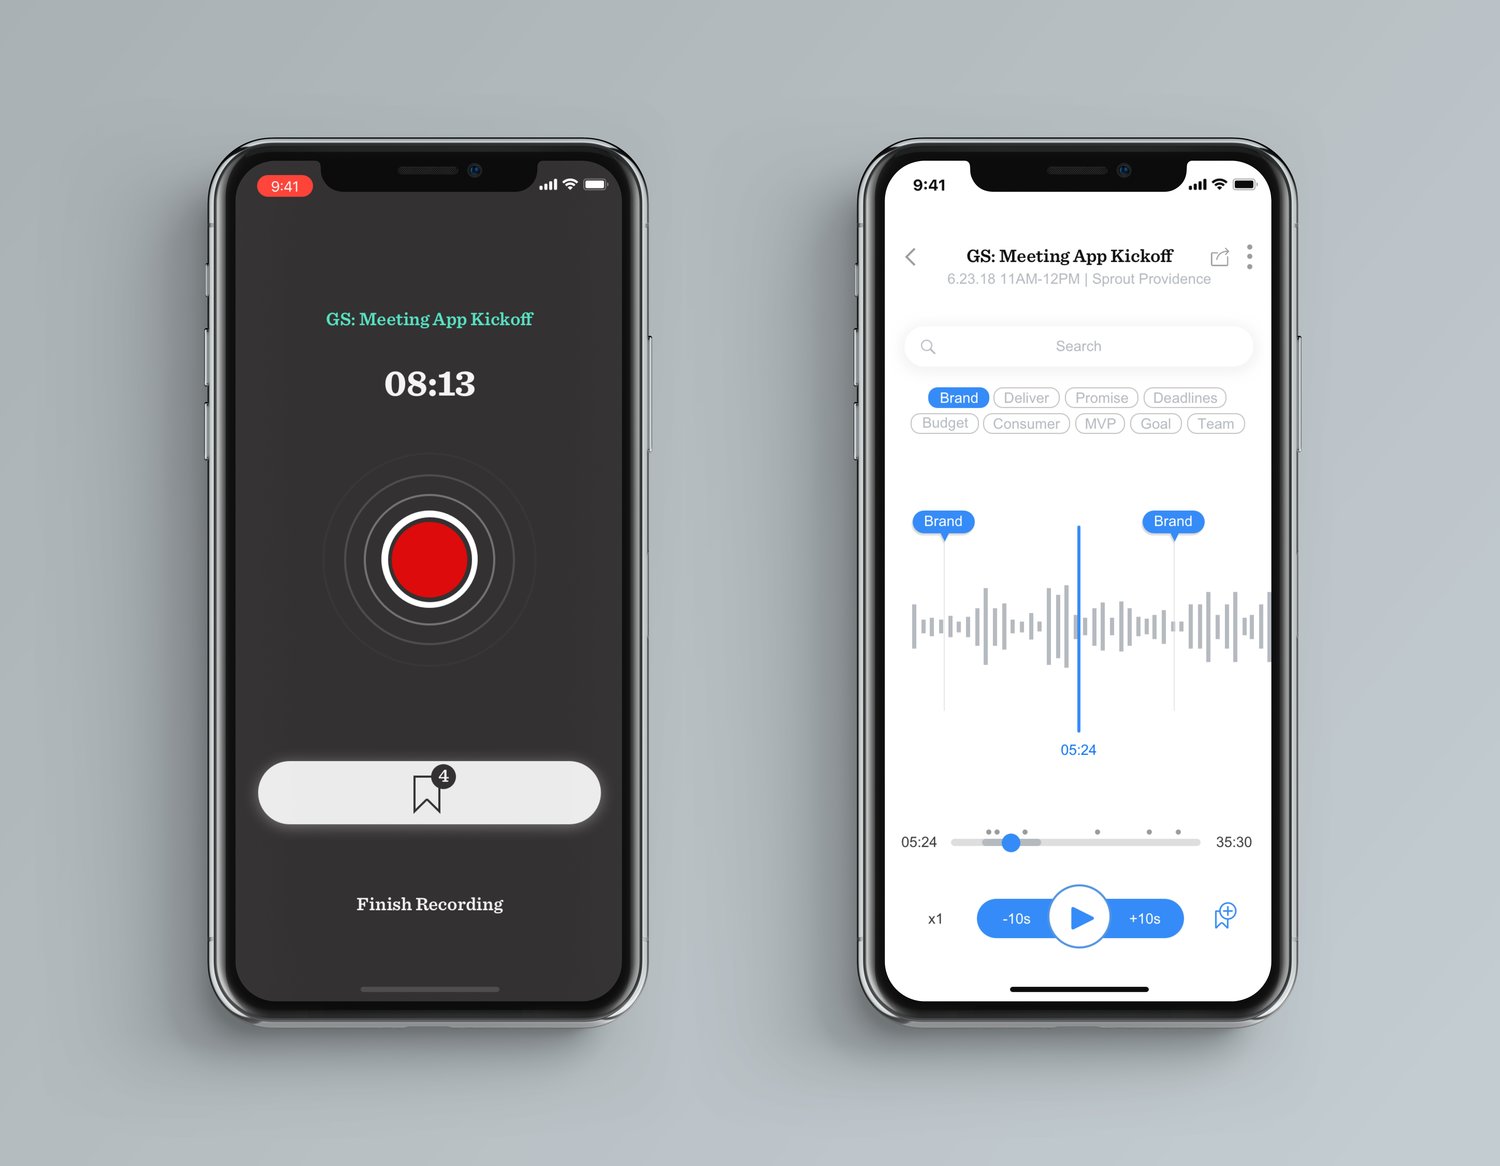 9:41
GS: Meeting App Kickoff
08:13
4
Finish Recording
9:41
GS: Meeting App Kickoff
6.23.18 11AM-12PM | Sprout Providence
Search
Brand Deliver Promise Deadlines
Budget Consumer MVP Goal Team
Brand Brand
05:24
05:24 35:30
x1 -10s +10s